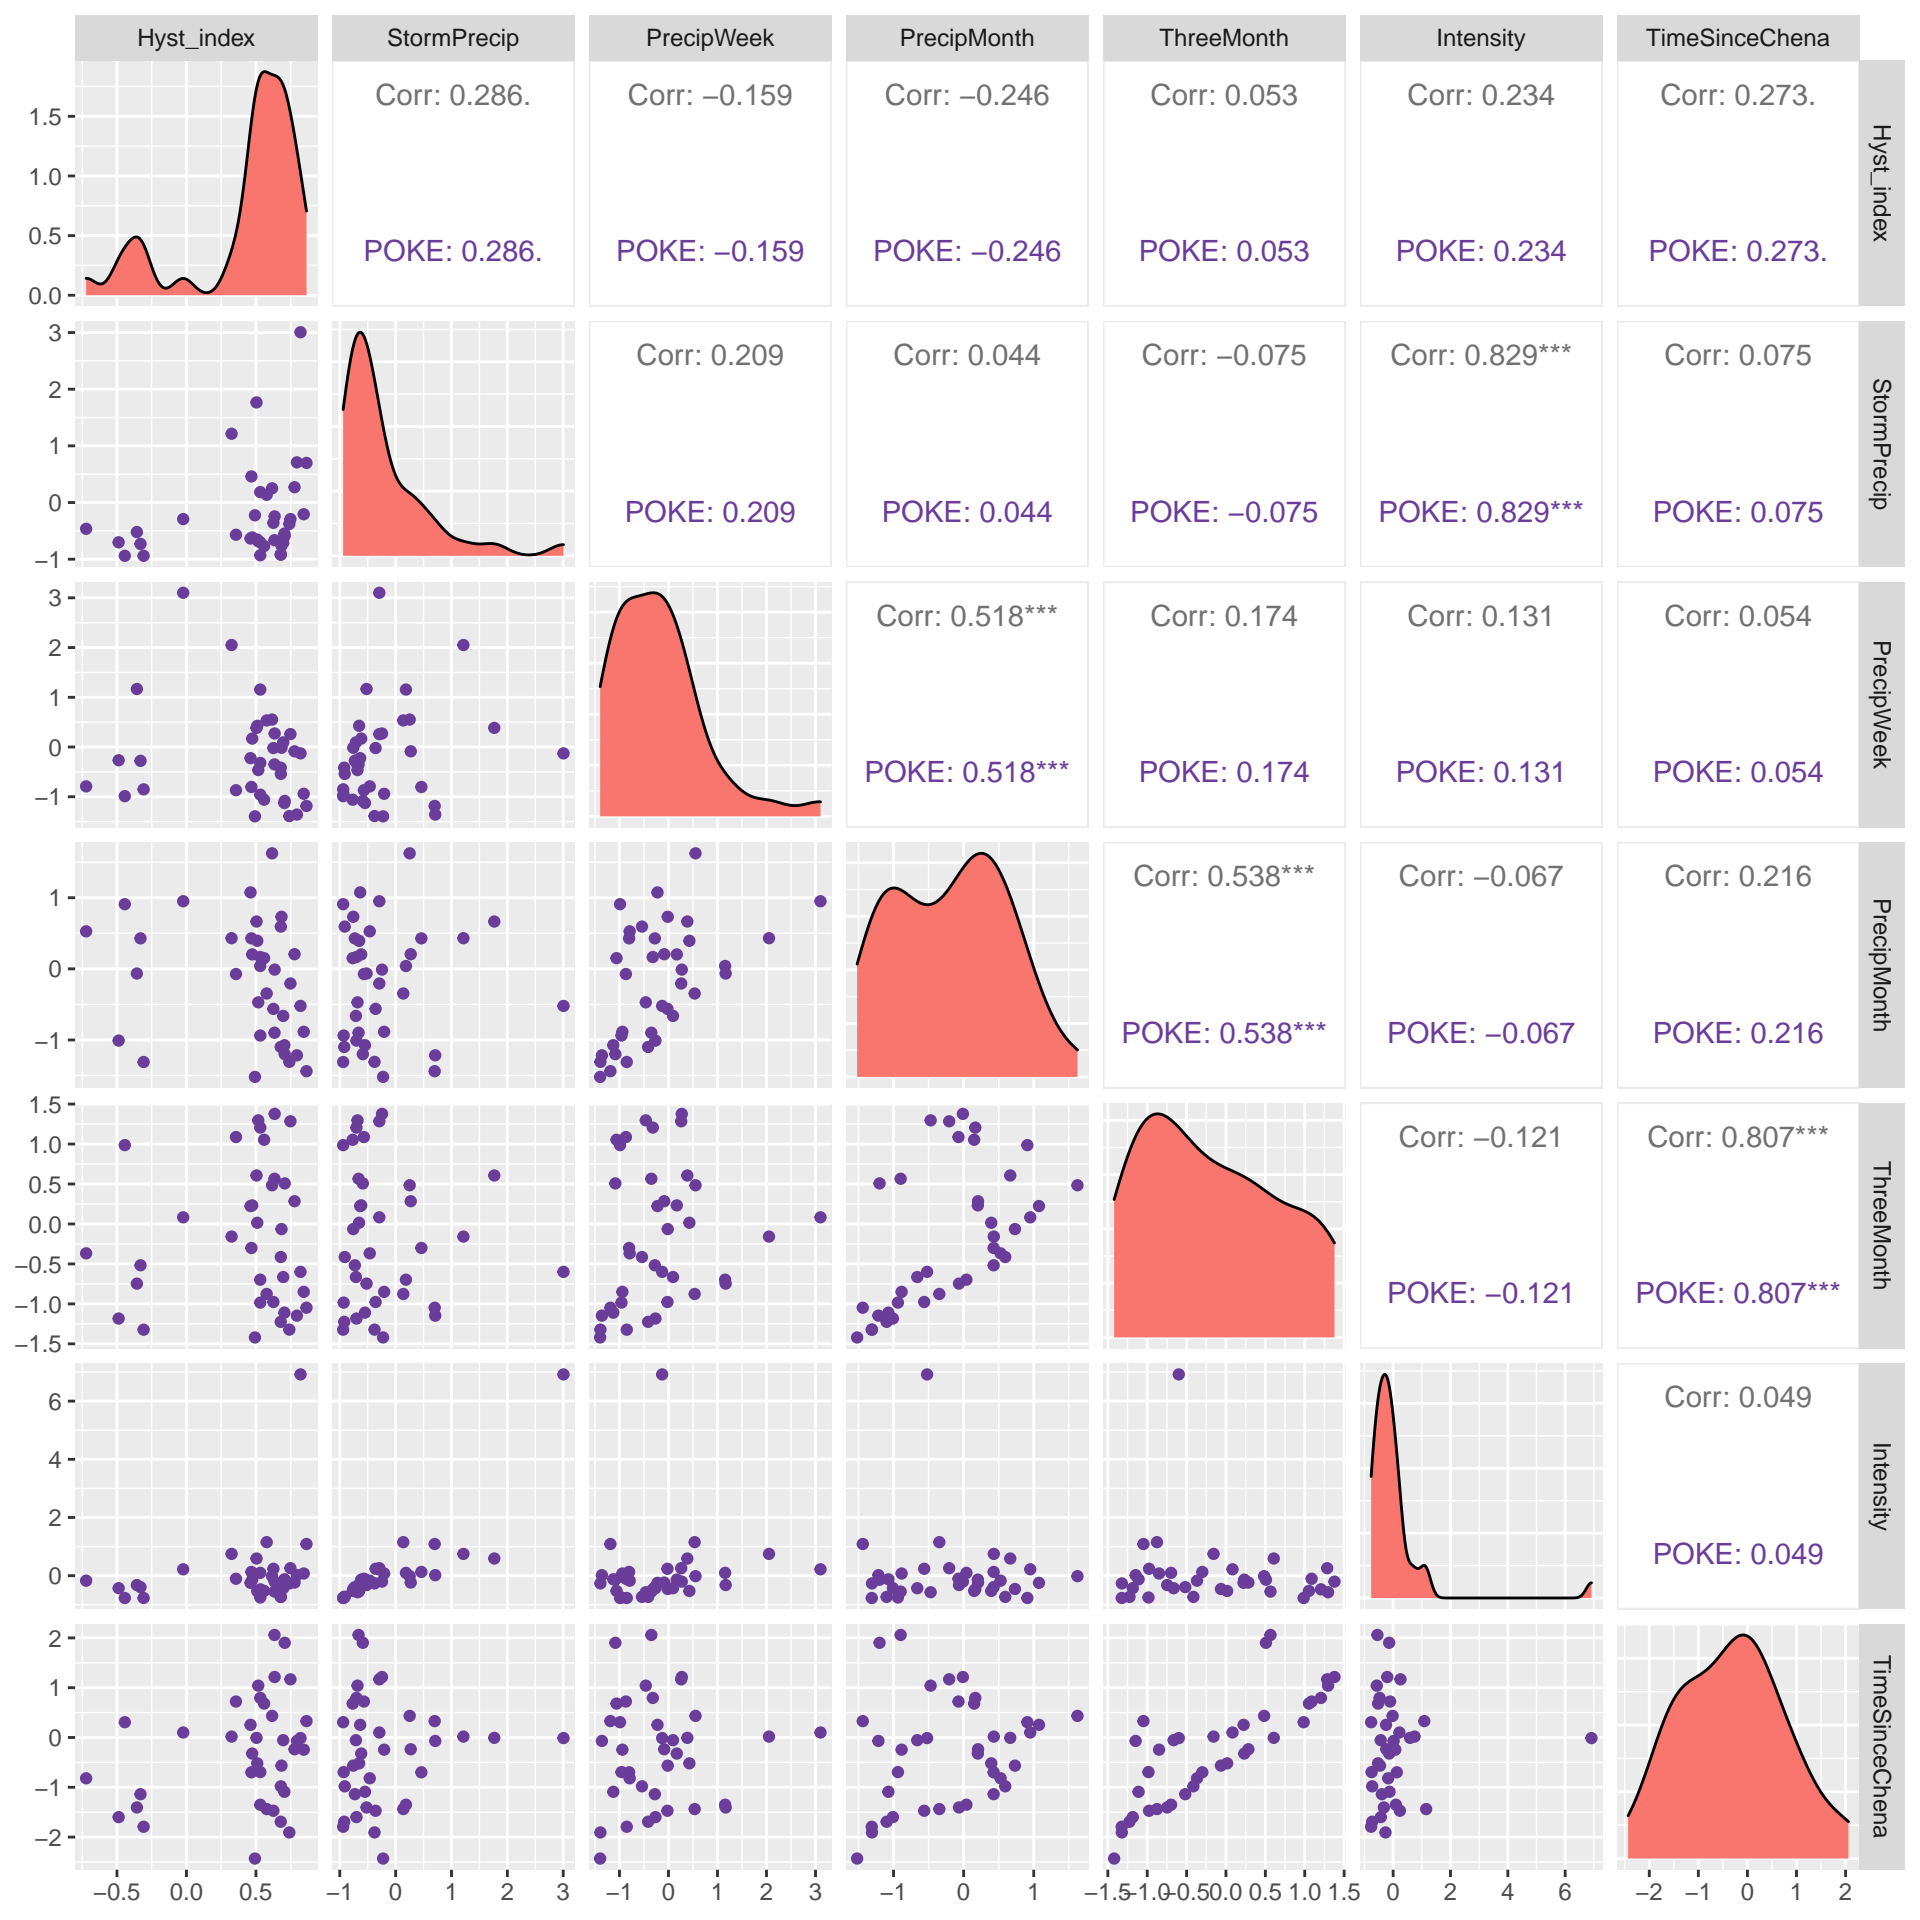 Hyst_index StormPrecip PrecipWeek PrecipMonth ThreeMonth Intensity TimeSinceChena
Corr: 0.286. Corr: −0.159 Corr: −0.246 Corr: 0.053 Corr: 0.234 Corr: 0.273.
POKE: 0.286. POKE: −0.159 POKE: −0.246 POKE: 0.053 POKE: 0.234 POKE: 0.273.
1.5
1.0
0.5
0.0
Hyst_index
Corr: 0.209 Corr: 0.044 Corr: −0.075 Corr: 0.829*** Corr: 0.075
POKE: 0.209 POKE: 0.044 POKE: −0.075 POKE: 0.829*** POKE: 0.075
3
2
1
0
−1
StormPrecip
Corr: 0.518*** Corr: 0.174 Corr: 0.131 Corr: 0.054
POKE: 0.518*** POKE: 0.174 POKE: 0.131 POKE: 0.054
3
2
1
0
−1
PrecipWeek
Corr: 0.538*** Corr: −0.067 Corr: 0.216
POKE: 0.538*** POKE: −0.067 POKE: 0.216
1
0
−1
PrecipMonth
Corr: −0.121 Corr: 0.807***
POKE: −0.121 POKE: 0.807***
1.5
1.0
0.5
0.0
−0.5
−1.0
−1.5
ThreeMonth
Corr: 0.049
POKE: 0.049
6
4
2
0
Intensity
2
1
0
−1
−2
TimeSinceChena
−0.5 0.0 0.5 −1 0 1 2 3 −1 0 1 2 3 −1 0 1 −1.5 −1.0 −0.5 0.0 0.5 1.0 1.5 0 2 4 6 −2 −1 0 1 2